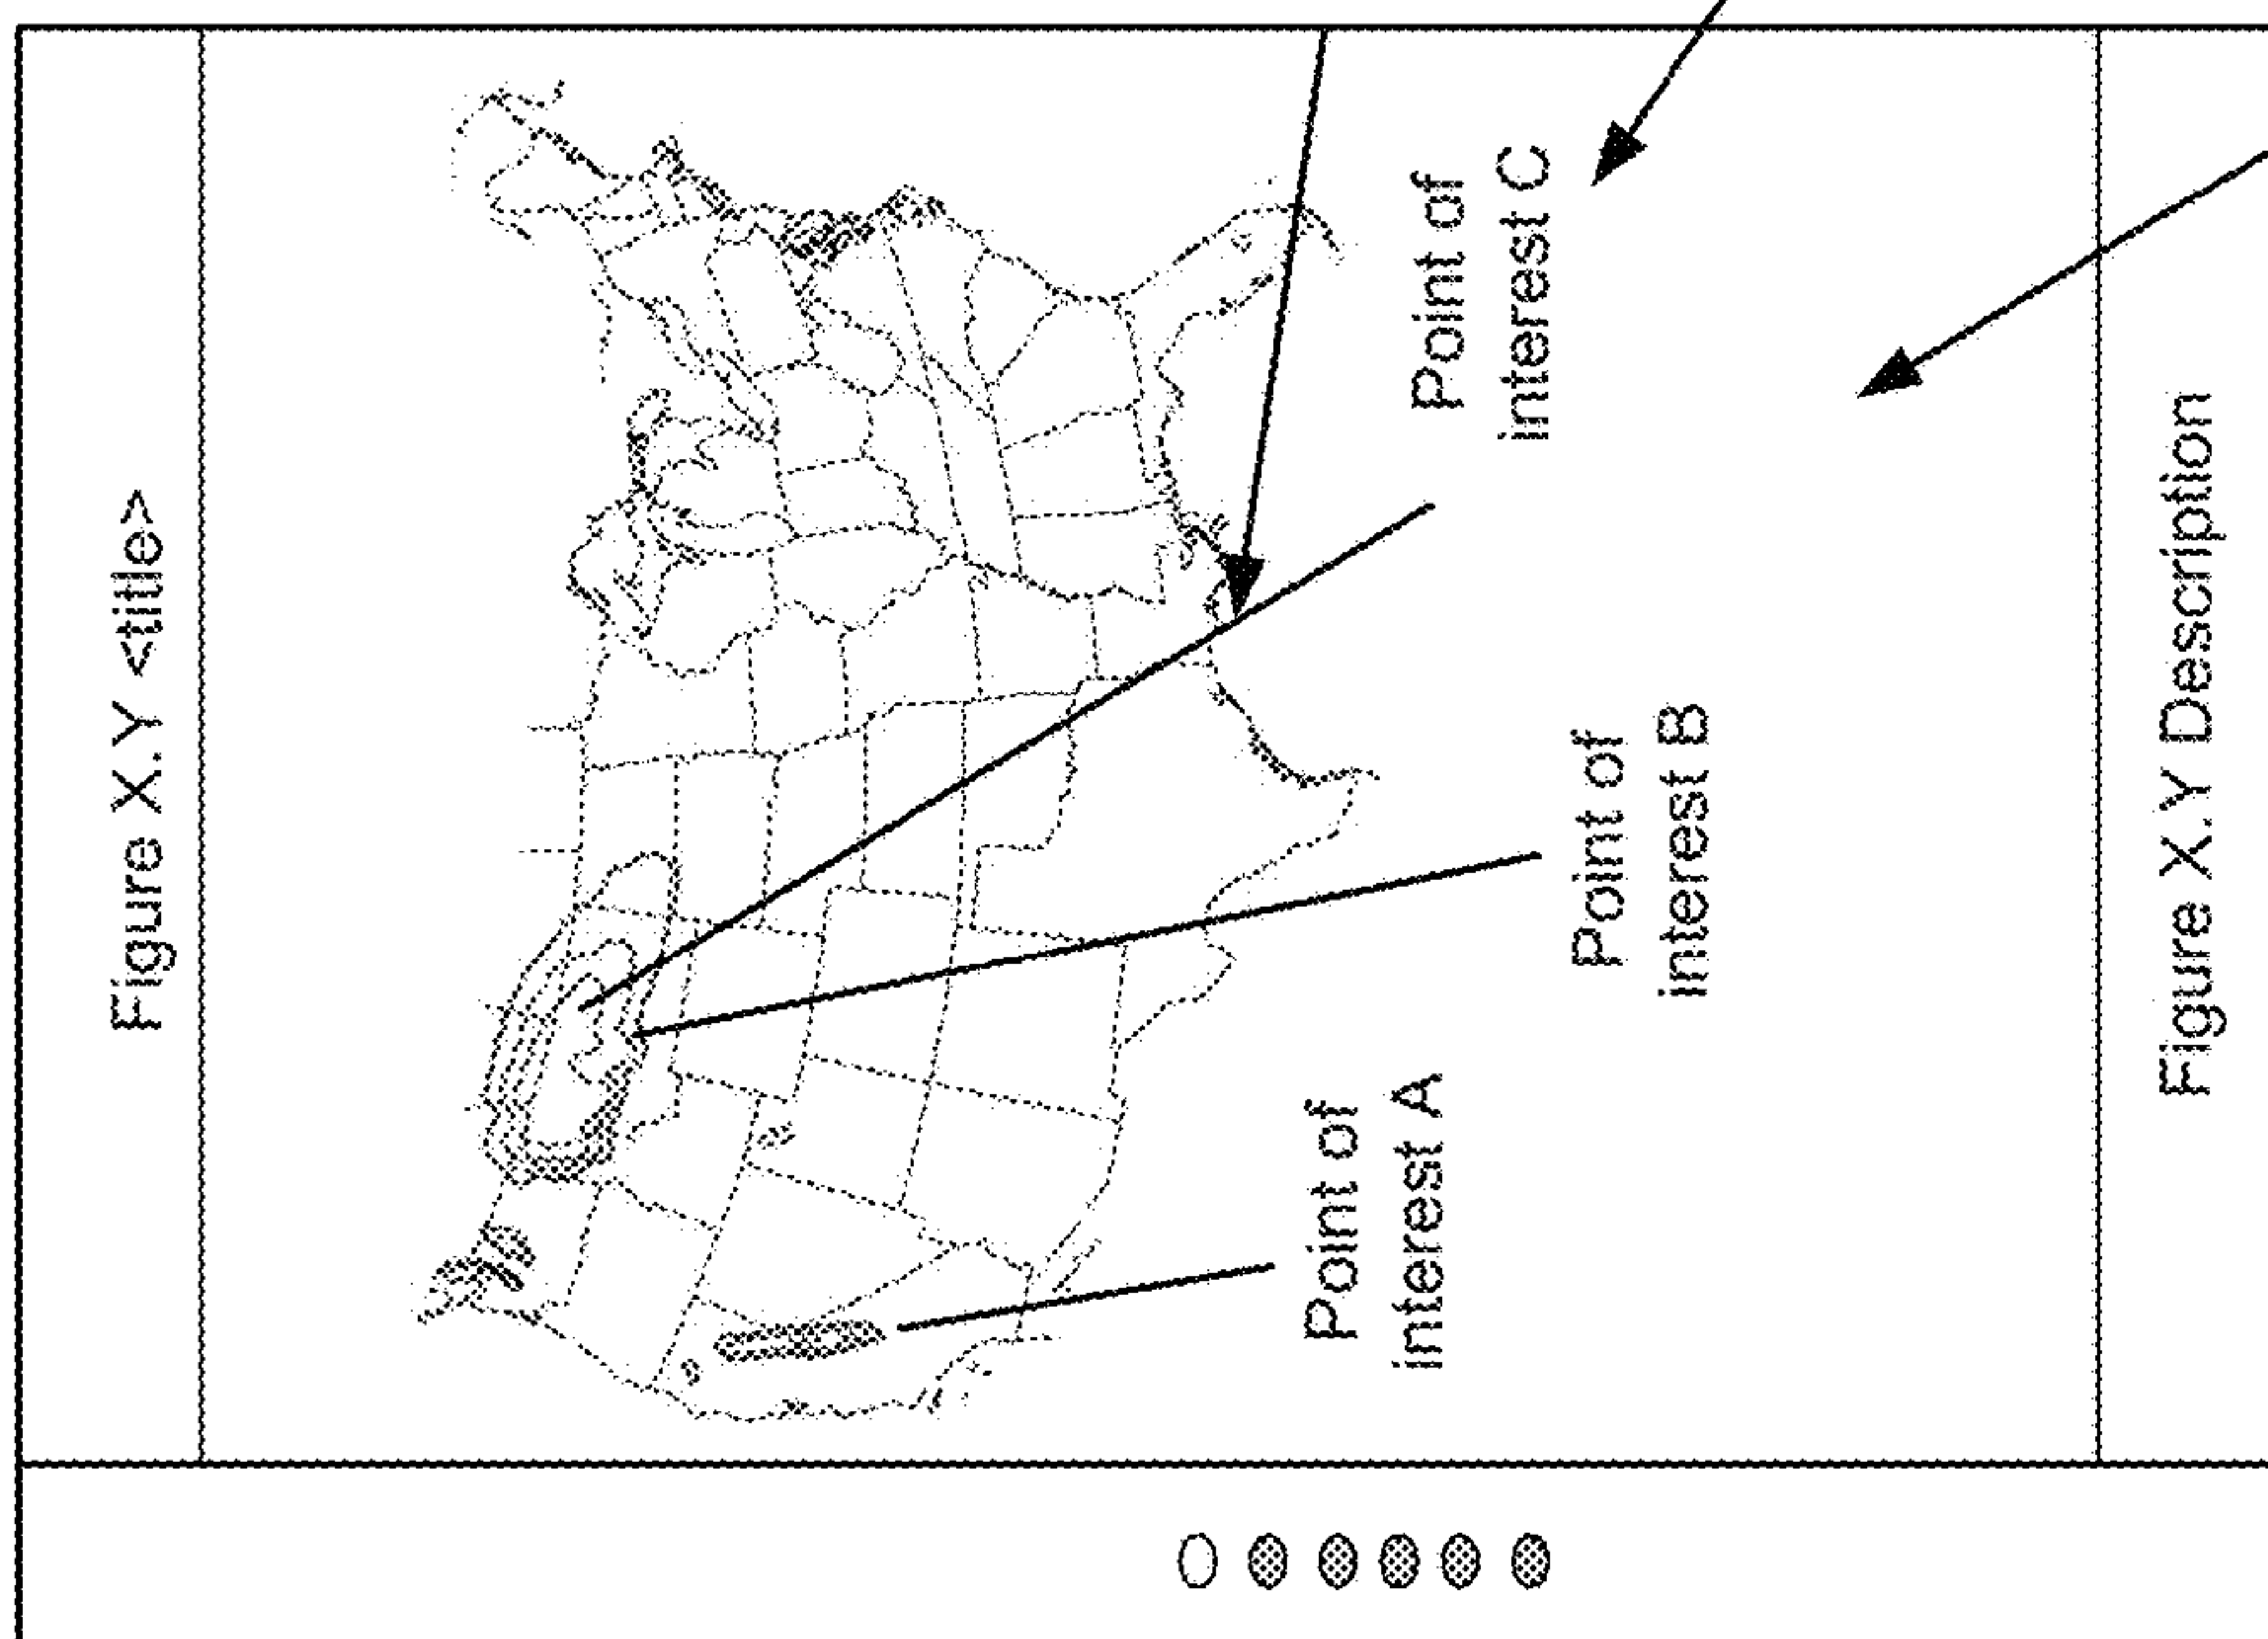 Figure X.Y <title>
Point of
interest A
Point of
interest B
Point of
interest C
Figure X.Y Description